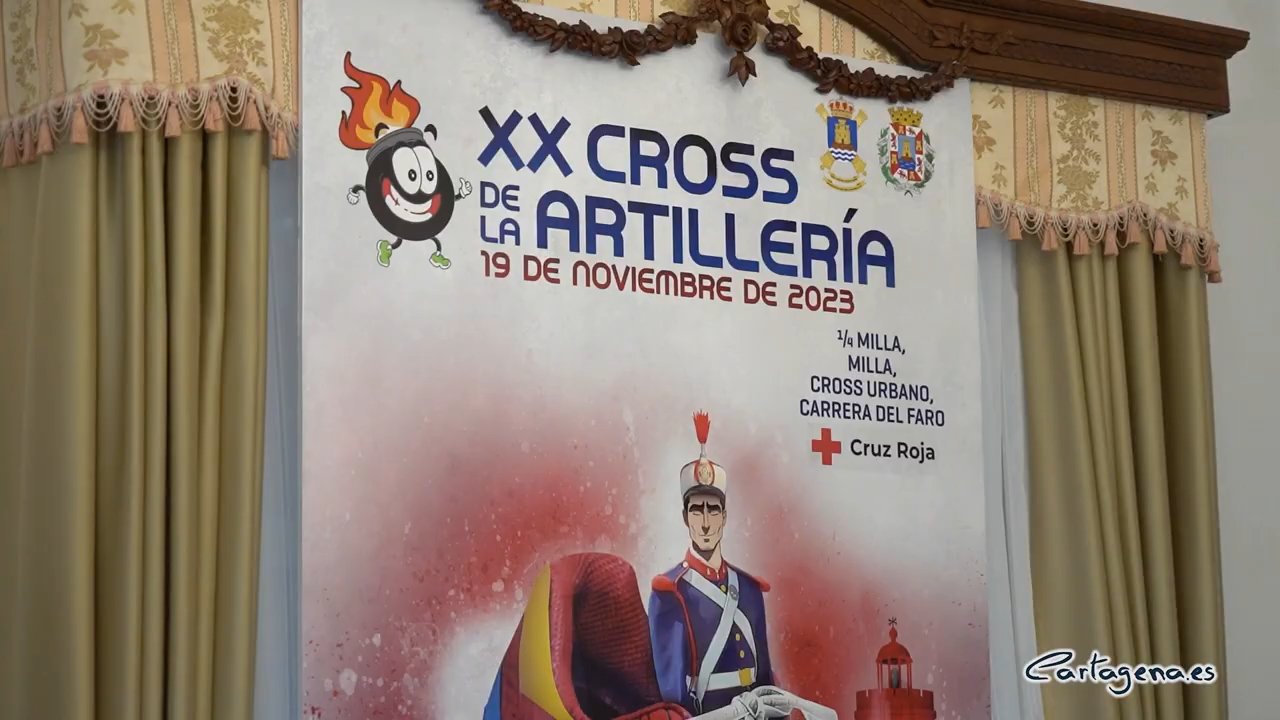 XX CROSS
DE LA ARTILLERÍA
19 DE NOVIEMBRE DE 2023
1/4 MILLA,
MILLA,
CROSS URBANO,
CARRERA DEL FARO
Cruz Roja
Cartagena.es